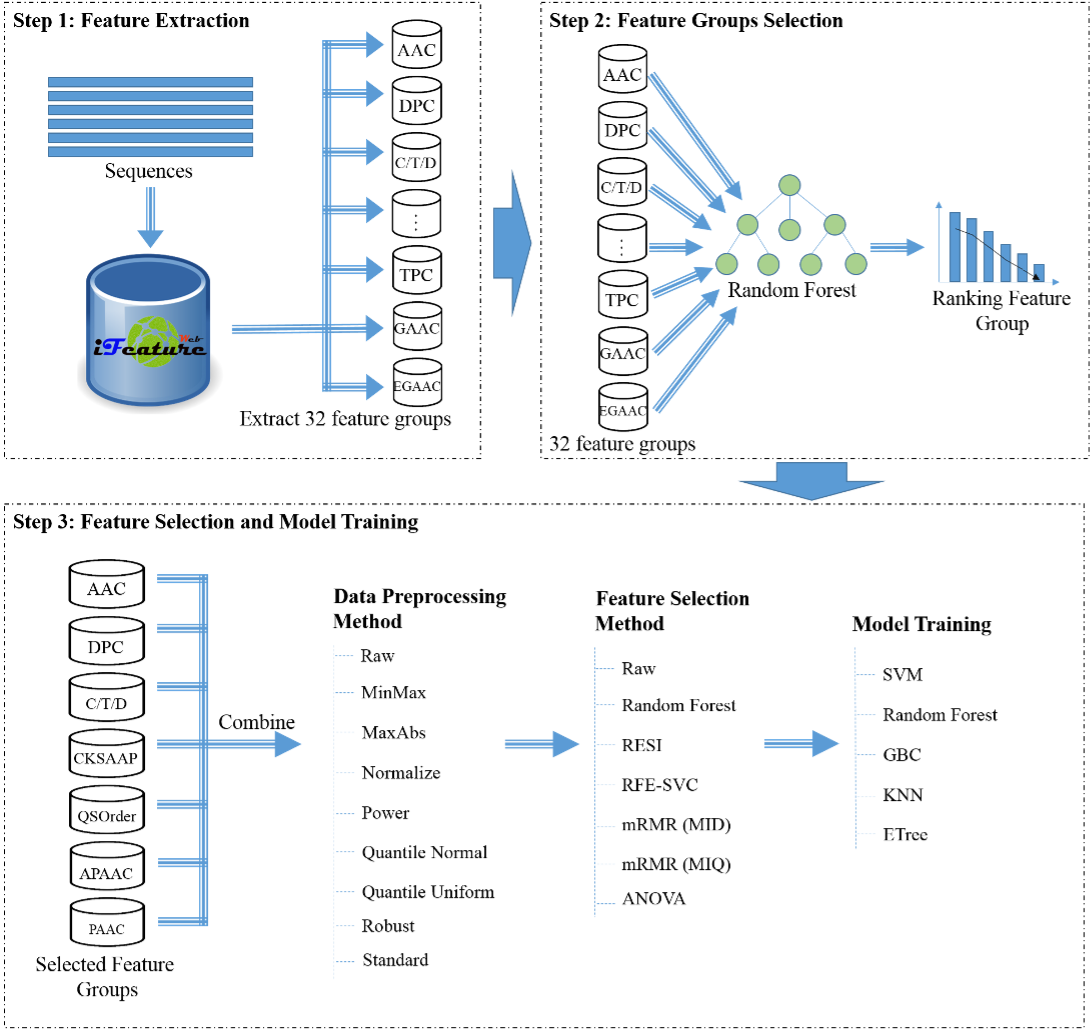 Step 1: Feature Extraction
Sequences
iFeature
Web
AAC
DPC
C/T/D
⋮
TPC
GAAC
EGAAC
Extract 32 feature groups
Step 2: Feature Groups Selection
AAC
DPC
C/T/D
⋮
TPC
GAAC
EGAAC
32 feature groups
Random Forest
Ranking Feature
Group
Step 3: Feature Selection and Model Training
AAC
DPC
C/T/D
CKSAAP
QSOrder
APAAC
PAAC
Selected Feature
Groups
Combine
Data Preprocessing
Method
Raw
MinMax
MaxAbs
Normalize
Power
Quantile Normal
Quantile Uniform
Robust
Standard
Feature Selection
Method
Raw
Random Forest
RESI
RFE-SVC
mRMR (MID)
mRMR (MIQ)
ANOVA
Model Training
SVM
Random Forest
GBC
KNN
ETree